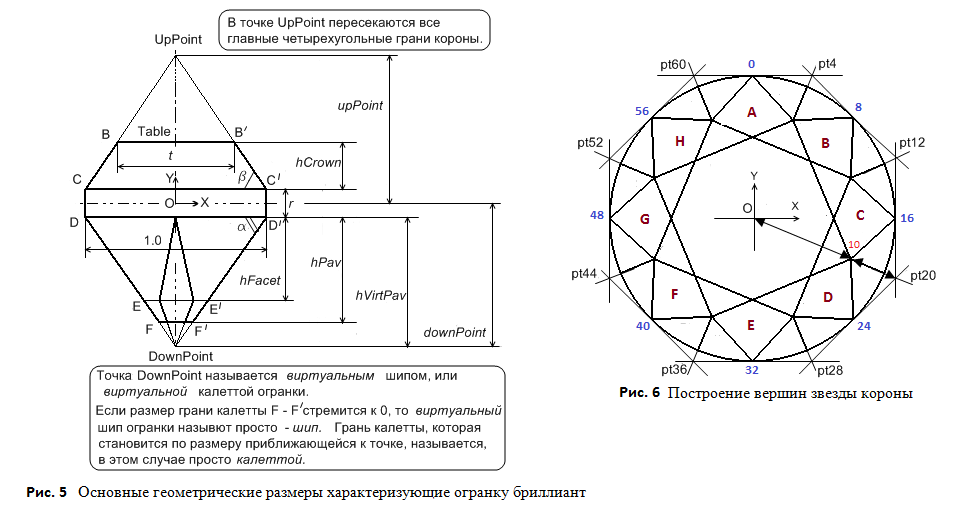 В точке UpPoint пересекаются все
главные четырехугольные грани короны.
UpPoint
upPoint
B
Table
B′
t
hCrown
β
C
Y
C′
O
X
r
D
α
D′
1.0
hFacet
hPav
hVirtPav
E
E′
F
F′
downPoint
DownPoint
Точка DownPoint называется виртуальным шипом, или
виртуальной калеттой огранки.
Если размер грани калетты F - F′стремится к 0, то виртуальный
шип огранки назывют просто - шип. Грань калетты, которая
становится по размеру приближающейся к точке, называется,
в этом случае просто калеттой.
Рис. 5 Основные геометрические размеры характеризующие огранку бриллиант
pt60
0
pt4
56
8
A
H
B
pt52
pt12
Y
48
G
O
X
C
16
10
pt44
pt20
F
D
40
E
24
pt36
32
pt28
Рис. 6 Построение вершин звезды короны